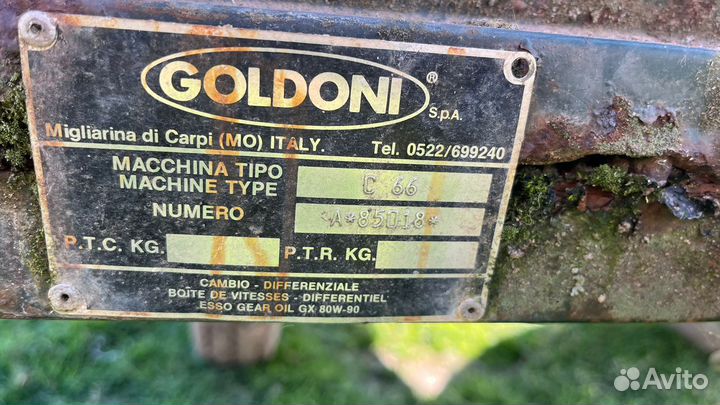 GOLDONI ®
S.p.A.
Migliarina di Carpi (MO) ITALY. Tel. 0522/699240
MACCHINA TIPO
MACHINE TYPE
C 66
NUMERO *A*85018*
P.T.C. KG. P.T.R. KG.
CAMBIO - DIFFERENZIALE
BOITE DE VITESSES - DIFFERENTIEL
ESSO GEAR OIL GX 80W-90
Avito